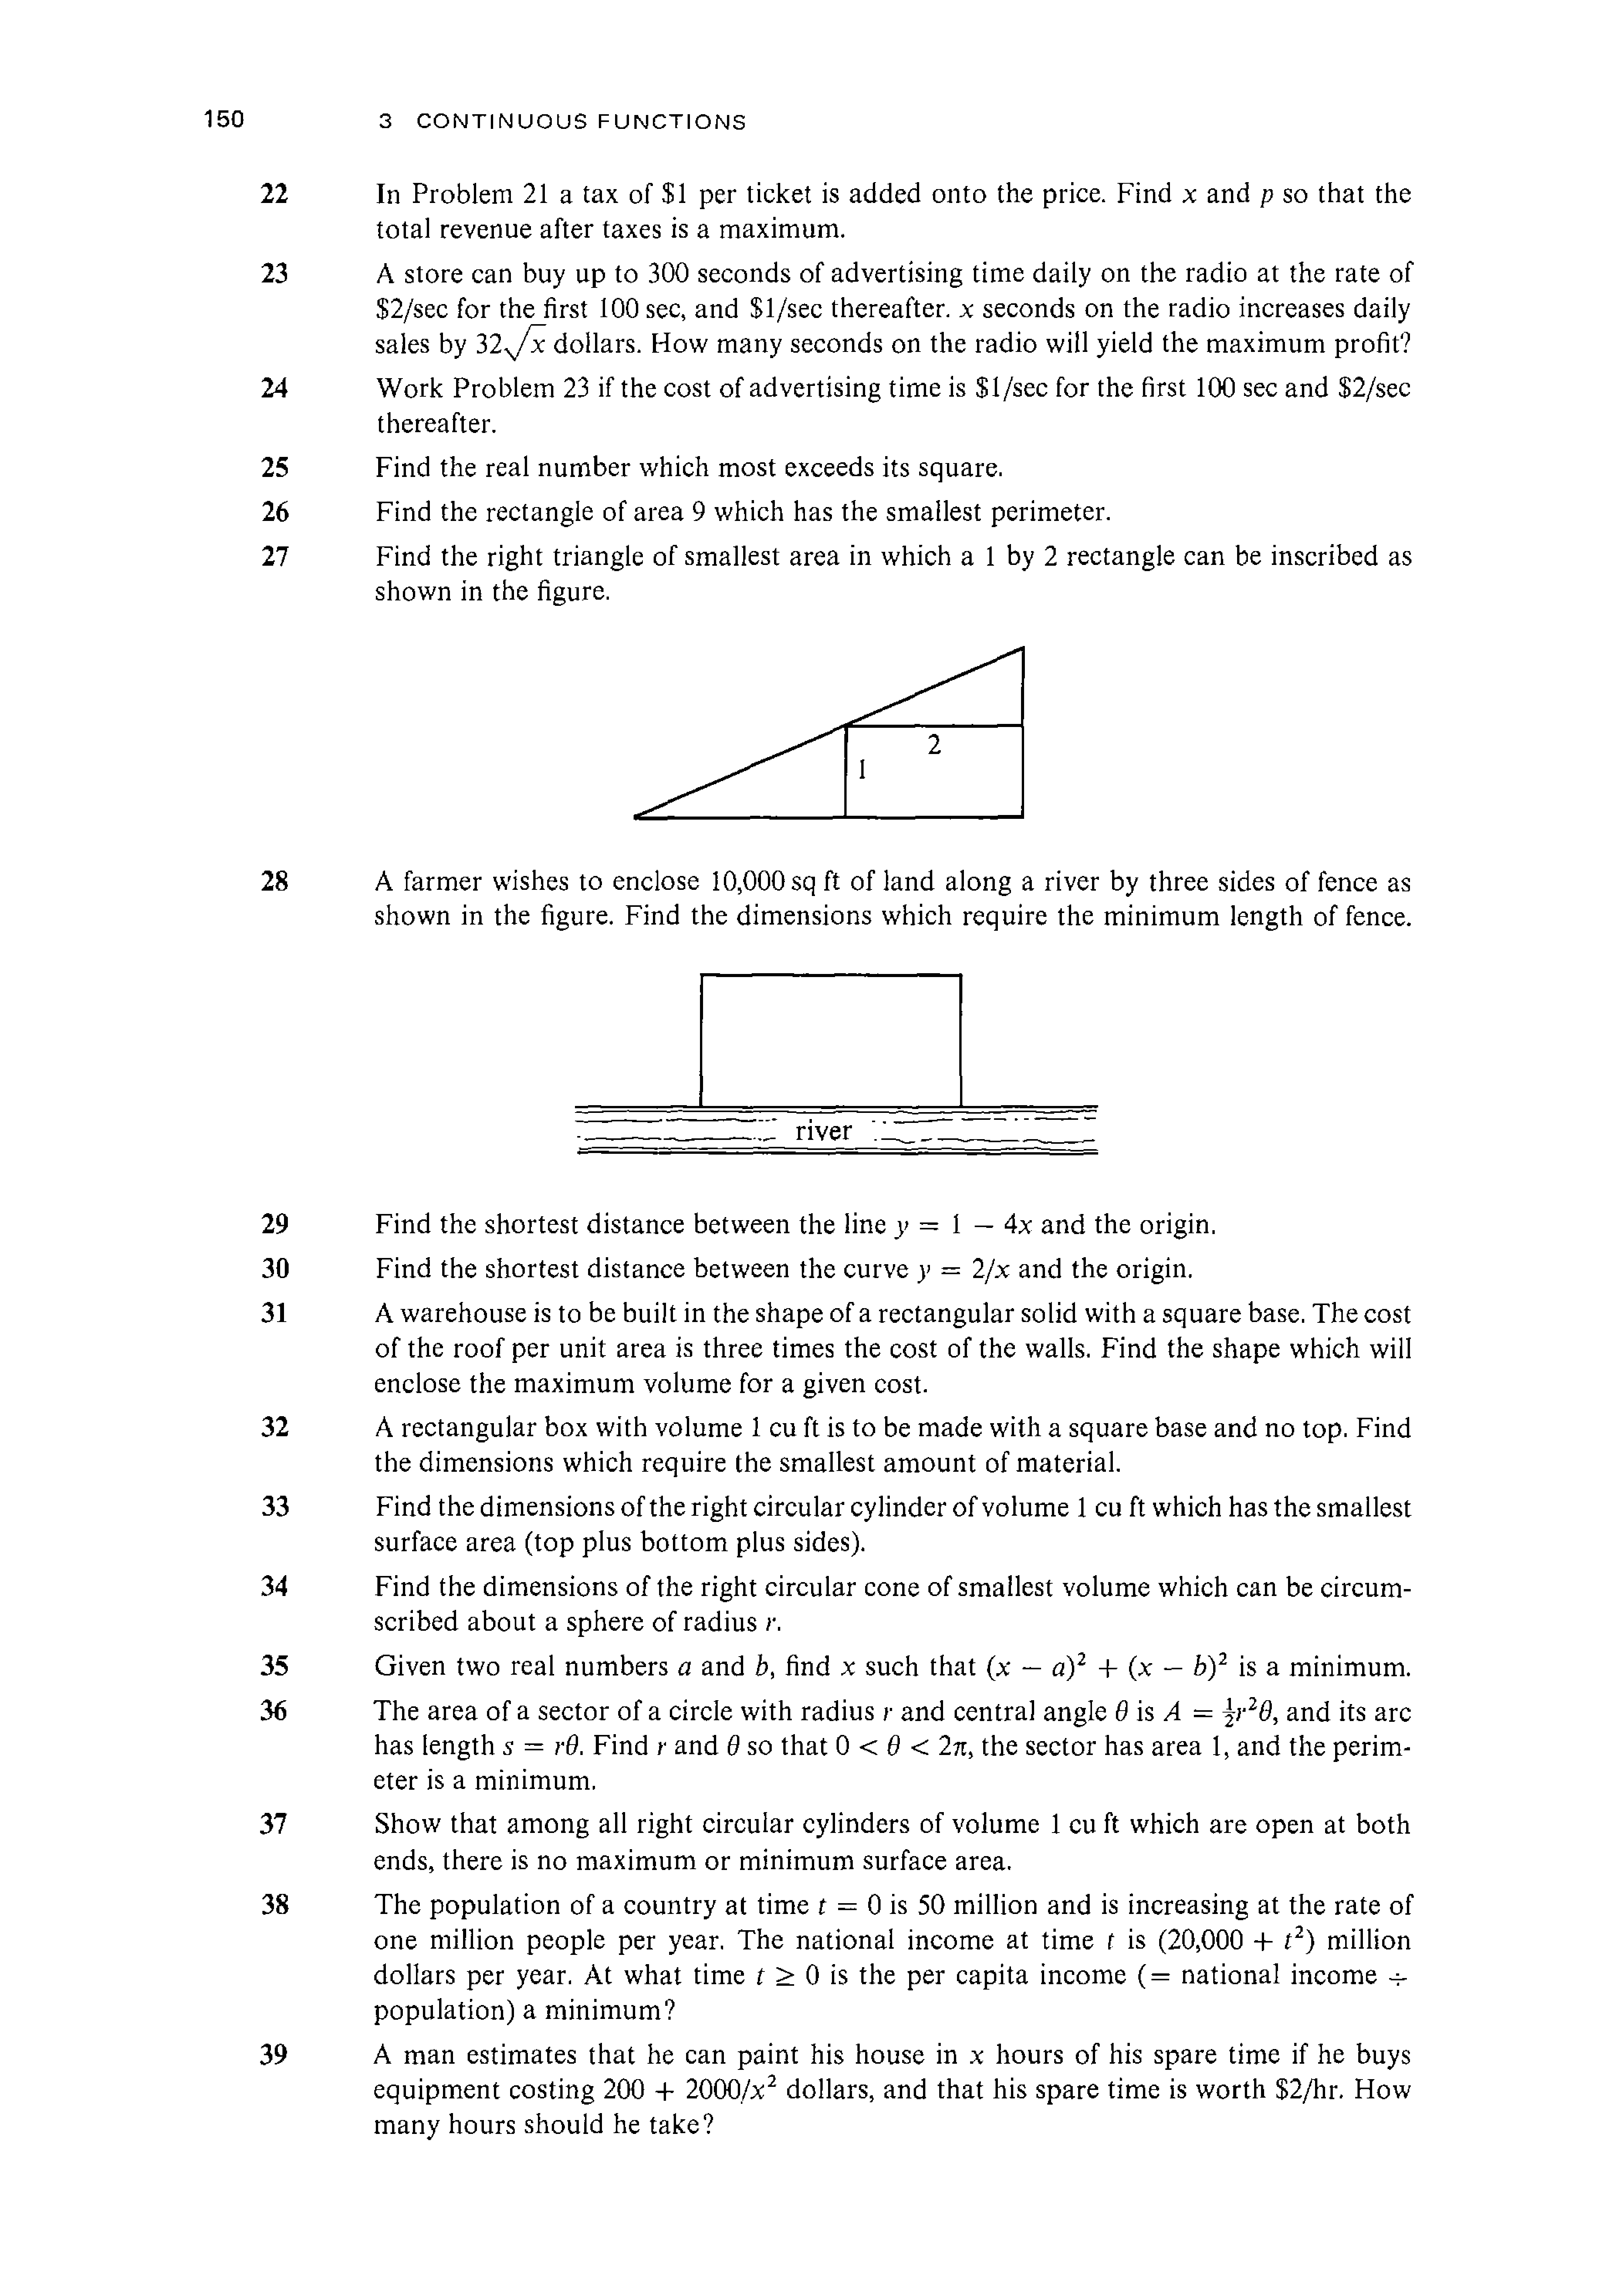 150 3 CONTINUOUS FUNCTIONS
22 In Problem 21 a tax of $1 per ticket is added onto the price. Find x and p so that the
total revenue after taxes is a maximum.
23 A store can buy up to 300 seconds of advertising time daily on the radio at the rate of
$2/sec for the first 100 sec, and $1/sec thereafter. x seconds on the radio increases daily
sales by 32√x dollars. How many seconds on the radio will yield the maximum profit?
24 Work Problem 23 if the cost of advertising time is $1/sec for the first 100 sec and $2/sec
thereafter.
25 Find the real number which most exceeds its square.
26 Find the rectangle of area 9 which has the smallest perimeter.
27 Find the right triangle of smallest area in which a 1 by 2 rectangle can be inscribed as
shown in the figure.
2
1
28 A farmer wishes to enclose 10,000 sq ft of land along a river by three sides of fence as
shown in the figure. Find the dimensions which require the minimum length of fence.
river
29 Find the shortest distance between the line y = 1 − 4x and the origin.
30 Find the shortest distance between the curve y = 2/x and the origin.
31 A warehouse is to be built in the shape of a rectangular solid with a square base. The cost
of the roof per unit area is three times the cost of the walls. Find the shape which will
enclose the maximum volume for a given cost.
32 A rectangular box with volume 1 cu ft is to be made with a square base and no top. Find
the dimensions which require the smallest amount of material.
33 Find the dimensions of the right circular cylinder of volume 1 cu ft which has the smallest
surface area (top plus bottom plus sides).
34 Find the dimensions of the right circular cone of smallest volume which can be circum-
scribed about a sphere of radius r.
35 Given two real numbers a and b, find x such that (x − a)² + (x − b)² is a minimum.
36 The area of a sector of a circle with radius r and central angle θ is A = ½r²θ, and its arc
has length s = rθ. Find r and θ so that 0 < θ < 2π, the sector has area 1, and the perim-
eter is a minimum.
37 Show that among all right circular cylinders of volume 1 cu ft which are open at both
ends, there is no maximum or minimum surface area.
38 The population of a country at time t = 0 is 50 million and is increasing at the rate of
one million people per year. The national income at time t is (20,000 + t²) million
dollars per year. At what time t ≥ 0 is the per capita income (= national income ÷
population) a minimum?
39 A man estimates that he can paint his house in x hours of his spare time if he buys
equipment costing 200 + 2000/x² dollars, and that his spare time is worth $2/hr. How
many hours should he take?